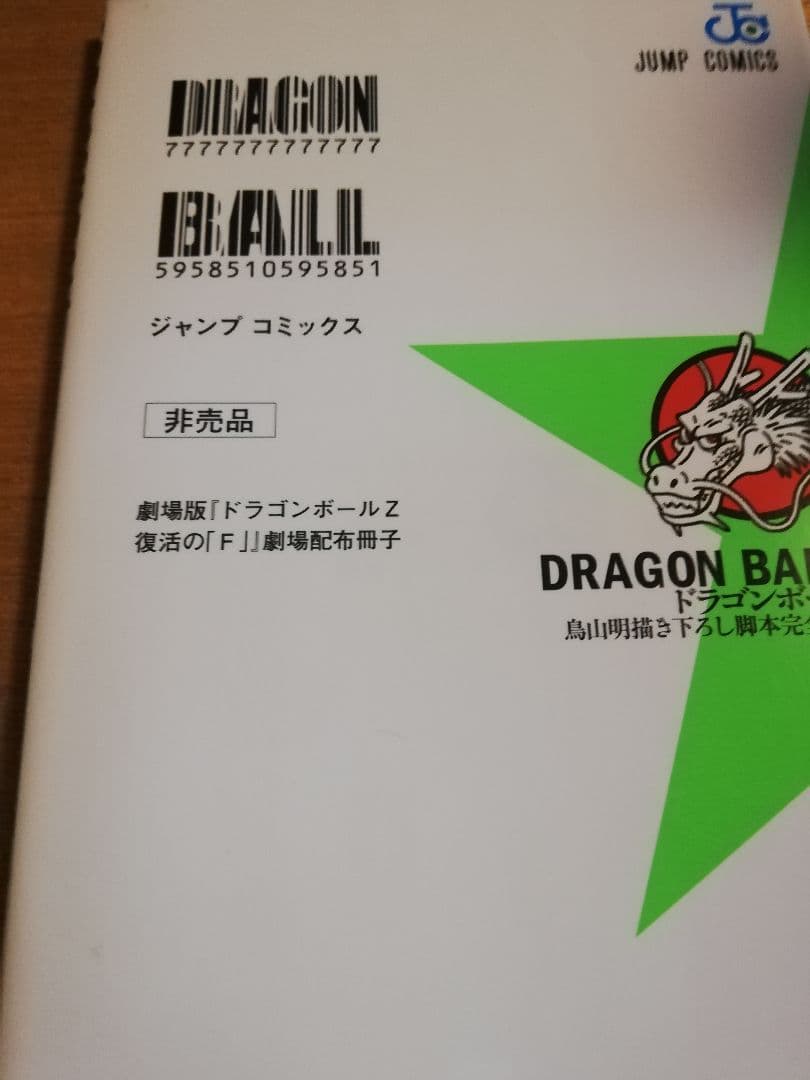 JUMP COMICS
DRAGON
7777777777777
BALL
5958510595851
ジャンプ コミックス
非売品
劇場版『ドラゴンボールZ
復活の「F」』劇場配布冊子
DRAGON BA
ドラゴンボ
鳥山明描き下ろし脚本完